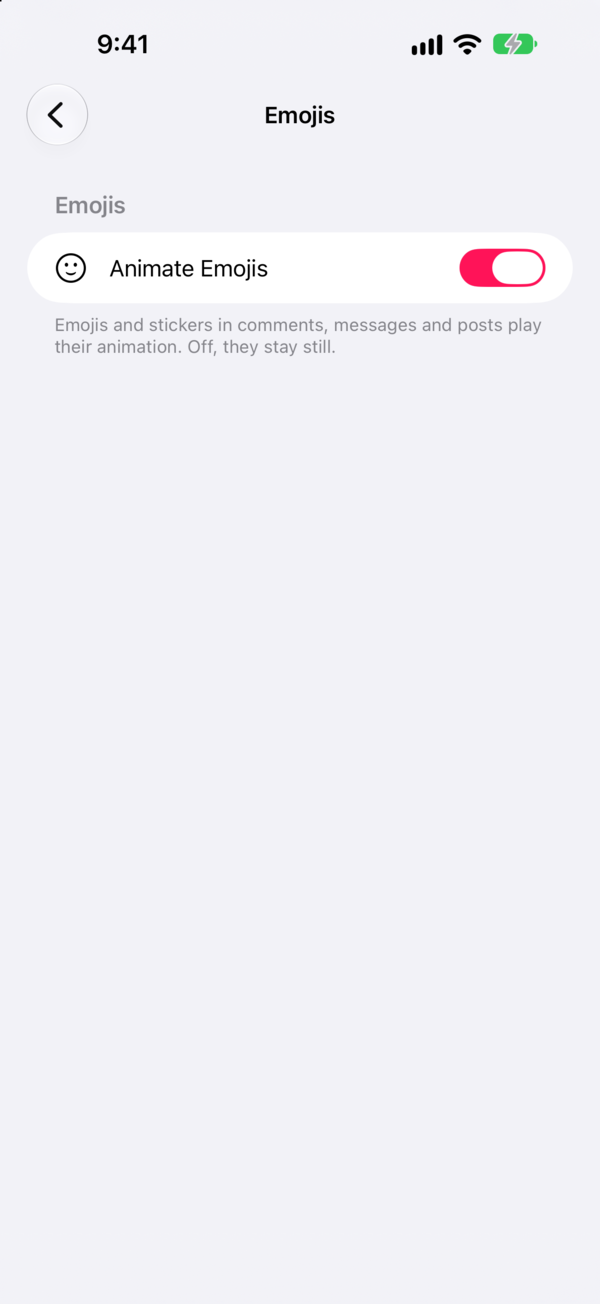 9:41
Emojis
Emojis
Animate Emojis
Emojis and stickers in comments, messages and posts play
their animation. Off, they stay still.